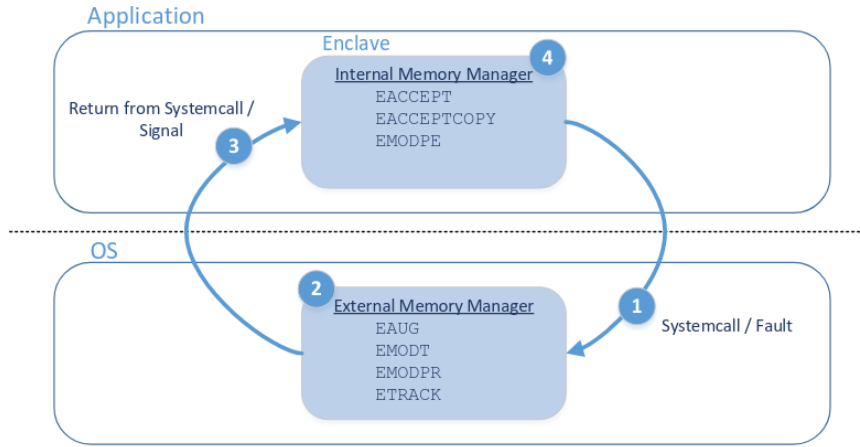 Application
Enclave
4
Internal Memory Manager
EACCEPT
EACCEPTCOPY
EMODPE
Return from Systemcall /
Signal
3
OS
2
External Memory Manager
EAUG
EMODT
EMODPR
ETRACK
1
Systemcall / Fault